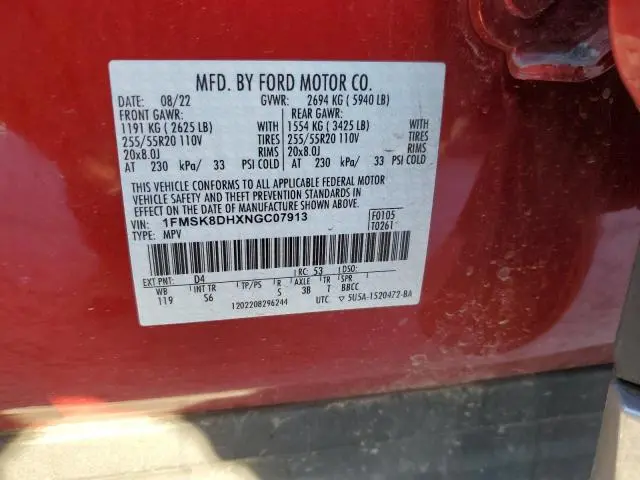 MFD. BY FORD MOTOR CO.
DATE: 08/22 GVWR: 2694 KG ( 5940 LB)
FRONT GAWR: REAR GAWR:
1191 KG ( 2625 LB) WITH 1554 KG ( 3425 LB) WITH
255/55R20 110V TIRES 255/55R20 110V TIRES
20x8.0J RIMS 20x8.0J RIMS
AT 230 kPa/ 33 PSI COLD AT 230 kPa/ 33 PSI COLD
THIS VEHICLE CONFORMS TO ALL APPLICABLE FEDERAL MOTOR
VEHICLE SAFETY AND THEFT PREVENTION STANDARDS IN
EFFECT ON THE DATE OF MANUFACTURE SHOWN ABOVE.
VIN: 1FMSK8DHXNGC07913 F0105
TYPE: MPV T0261
EXT PNT: D4 RC: 53 DSO:
WB INT TR TP/PS R AXLE TR SPR
119 S6 S 3B T BBCC
1202208296244 UTC ▽ 5U5A-1520472-BA